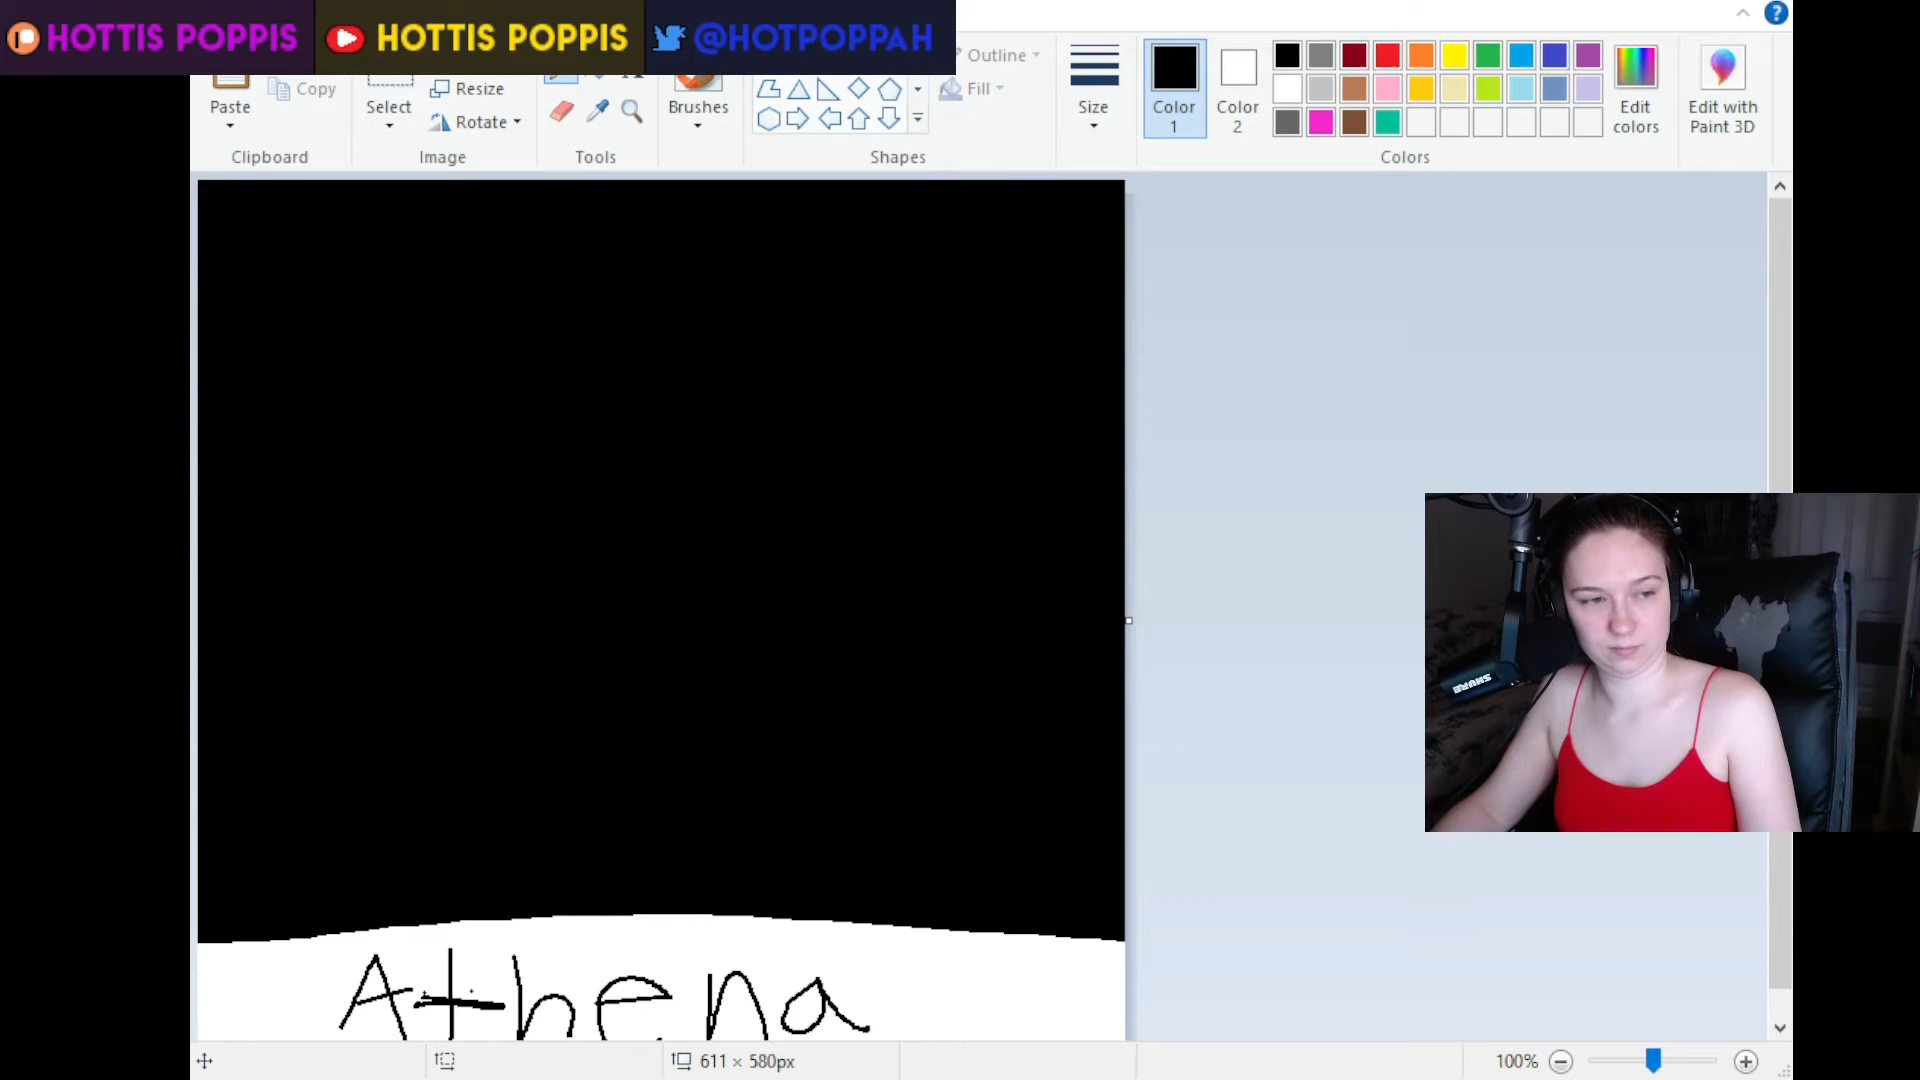 HOTTIS POPPIS HOTTIS POPPIS @HOTPOPPAH
Outline
Copy Resize Fill
Paste Select Rotate Brushes Size Color 1 Color 2 Edit colors Edit with Paint 3D
Clipboard Image Tools Shapes Colors
SHURE
Athena
611 × 580px 100%